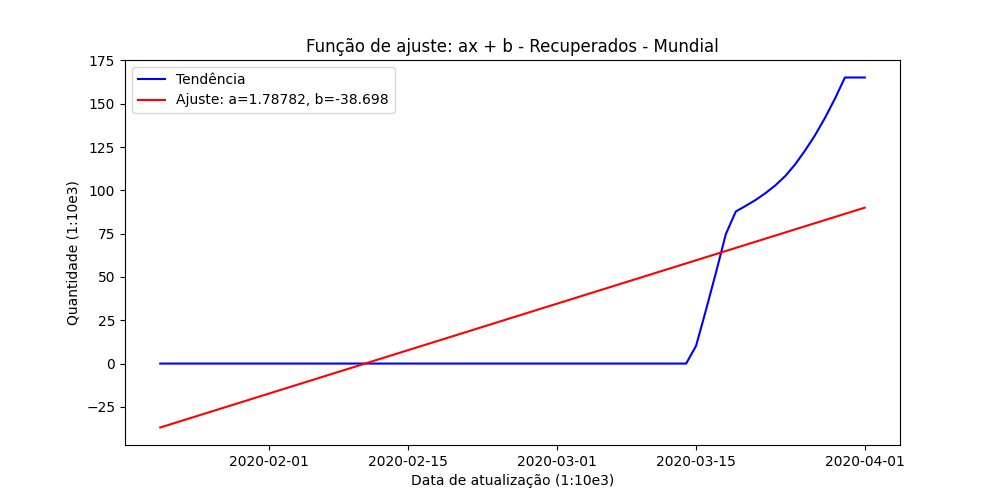 Função de ajuste: ax + b - Recuperados - Mundial
Tendência
Ajuste: a=1.78782, b=-38.698
175
150
125
100
75
50
25
0
−25
Quantidade (1:10e3)
2020-02-01 2020-02-15 2020-03-01 2020-03-15 2020-04-01
Data de atualização (1:10e3)